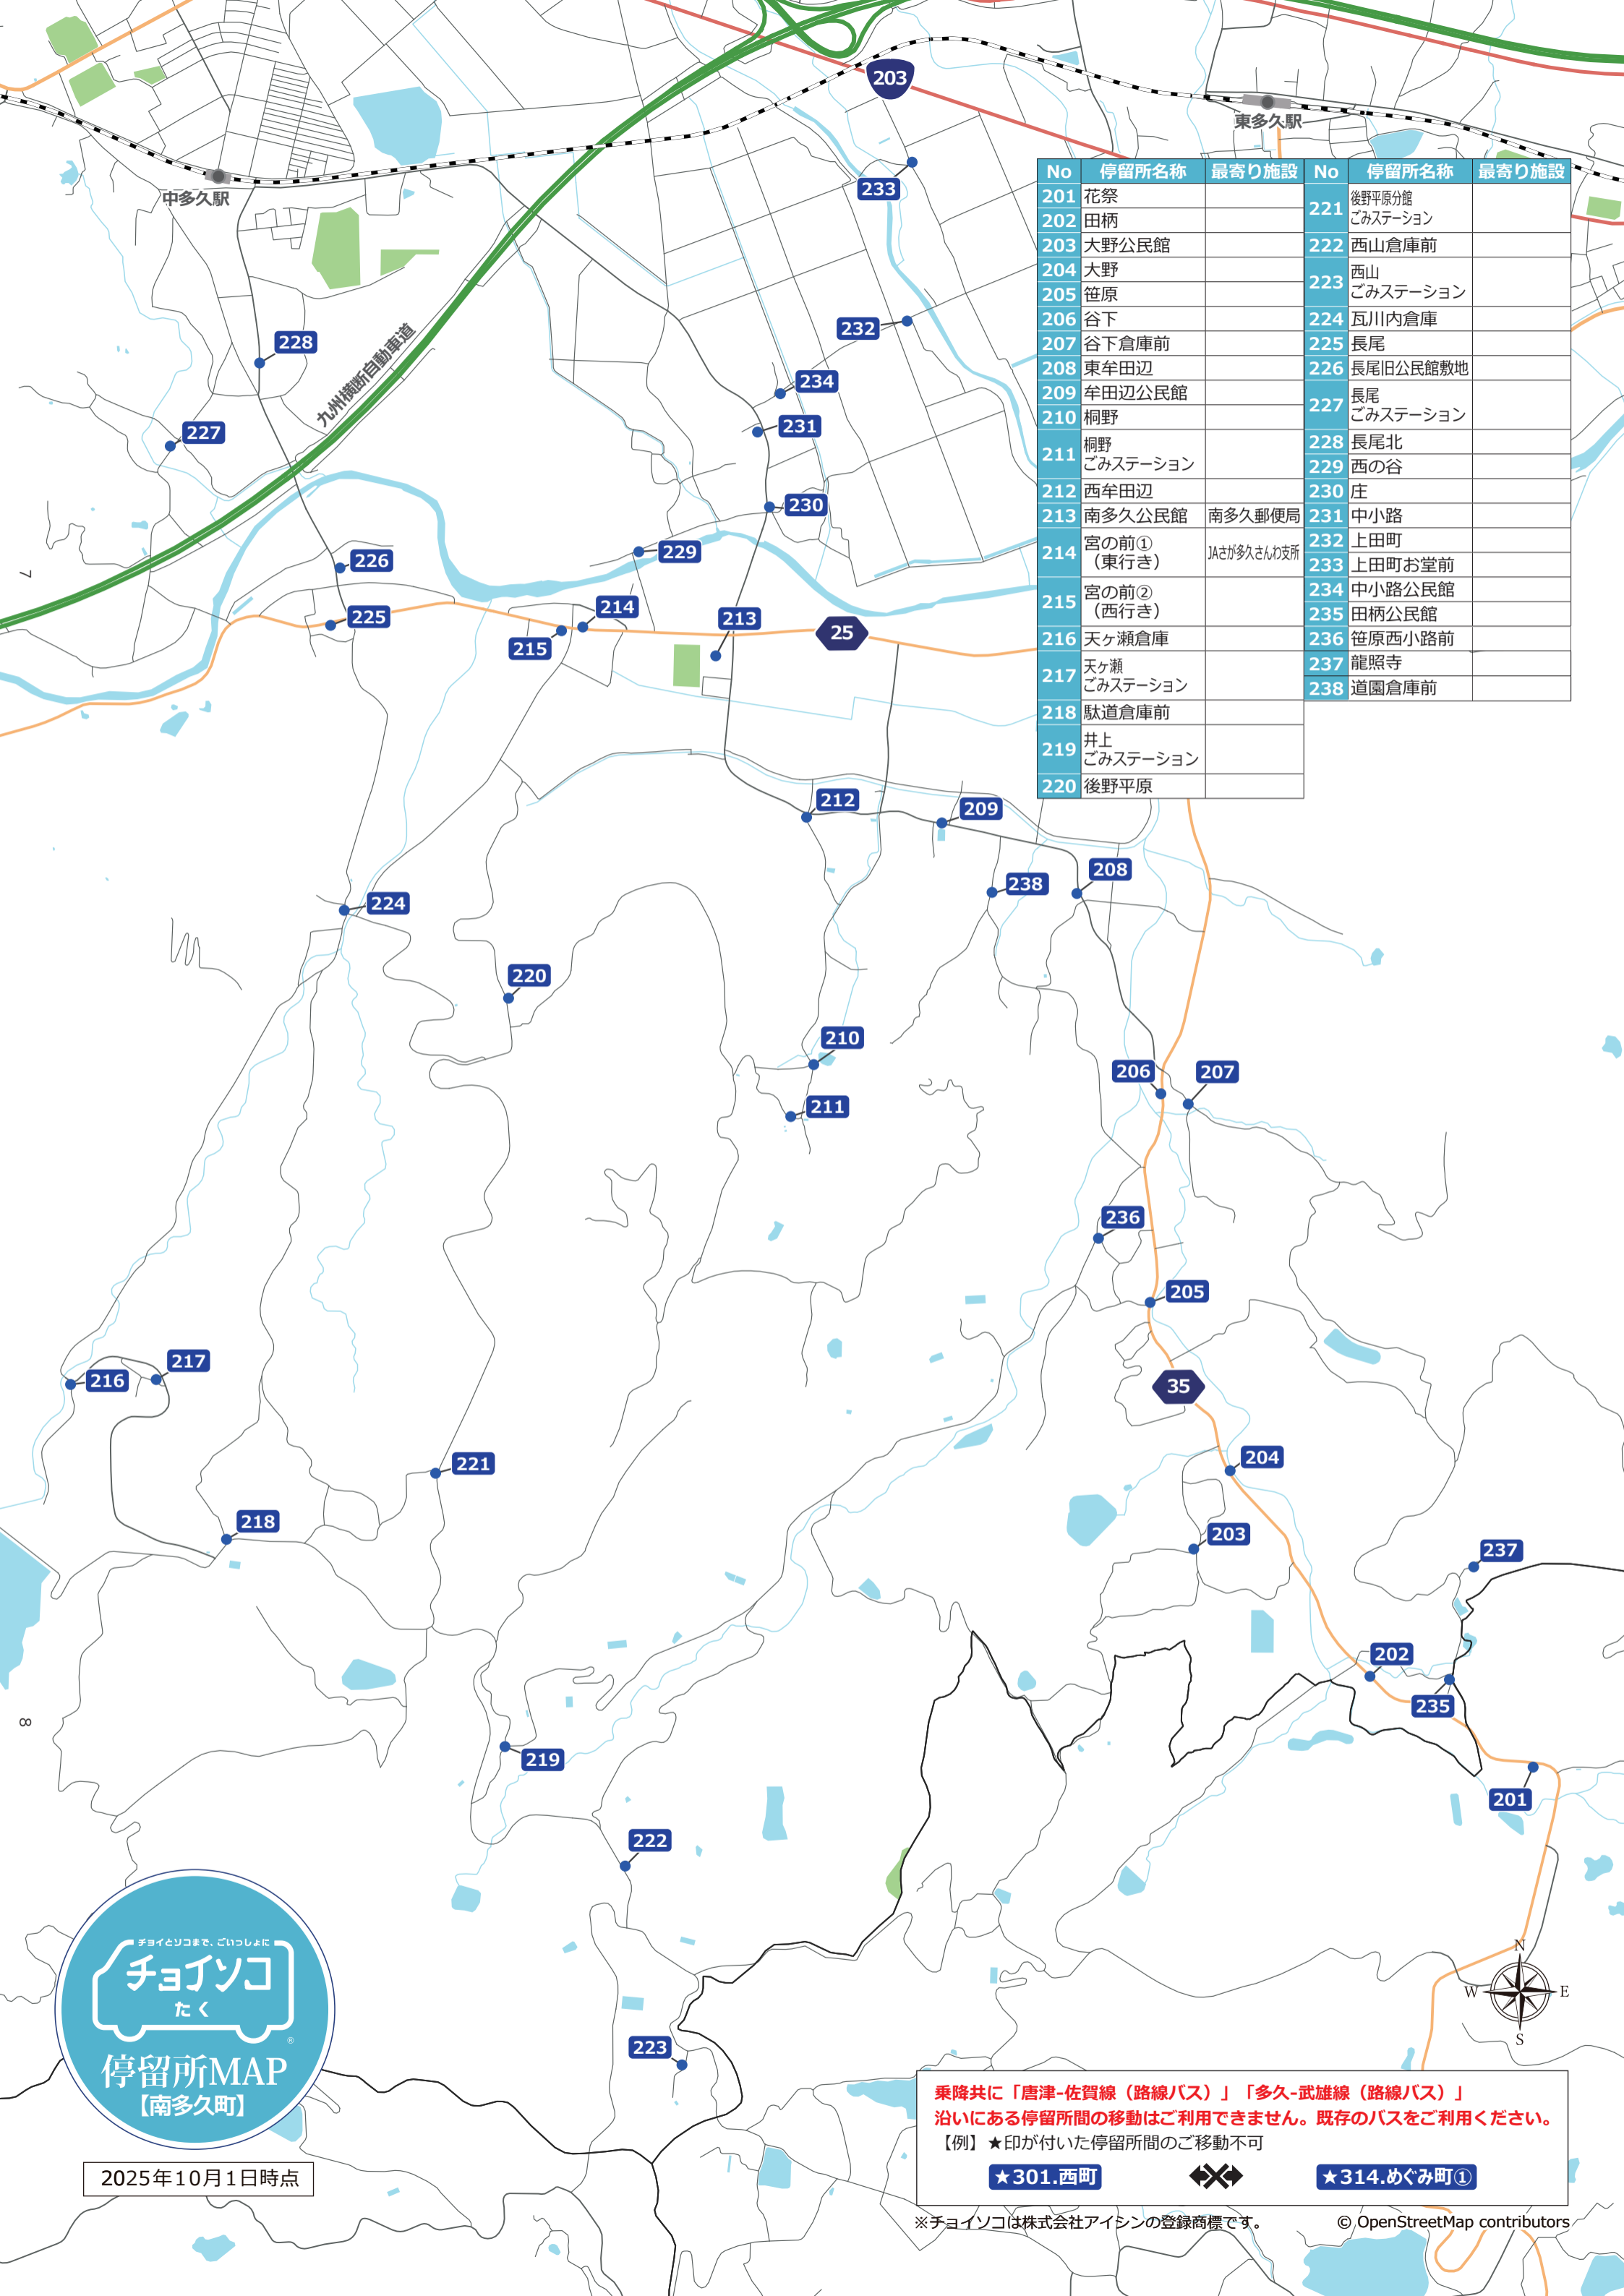 203
東多久駅
中多久駅
233
232
228
九州横断自動車道
234
227
231
230
229
226
214
225
213
25
215
7
212
209
238
208
224
220
210
206
207
211
236
205
217
216
35
221
204
218
203
237
202
235
219
201
8
222
223
No 停留所名称 最寄り施設
201 花祭
202 田柄
203 大野公民館
204 大野
205 笹原
206 谷下
207 谷下倉庫前
208 東牟田辺
209 牟田辺公民館
210 桐野
211 桐野
ごみステーション
212 西牟田辺
213 南多久公民館 南多久郵便局
214 宮の前①
（東行き） JAさが多久さんわ支所
215 宮の前②
（西行き）
216 天ヶ瀬倉庫
217 天ヶ瀬
ごみステーション
218 駄道倉庫前
219 井上
ごみステーション
220 後野平原
No 停留所名称 最寄り施設
221 後野平原分館
ごみステーション
222 西山倉庫前
223 西山
ごみステーション
224 瓦川内倉庫
225 長尾
226 長尾旧公民館敷地
227 長尾
ごみステーション
228 長尾北
229 西の谷
230 庄
231 中小路
232 上田町
233 上田町お堂前
234 中小路公民館
235 田柄公民館
236 笹原西小路前
237 龍照寺
238 道園倉庫前
チョイとソコまで、ごいっしょに
チョイソコ
たく
®
停留所MAP
【南多久町】
2025年10月1日時点
N
W E
S
乗降共に「唐津-佐賀線（路線バス）」「多久-武雄線（路線バス）」
沿いにある停留所間の移動はご利用できません。既存のバスをご利用ください。
【例】★印が付いた停留所間のご移動不可
★301.西町 ★314.めぐみ町①
※チョイソコは株式会社アイシンの登録商標です。
© OpenStreetMap contributors